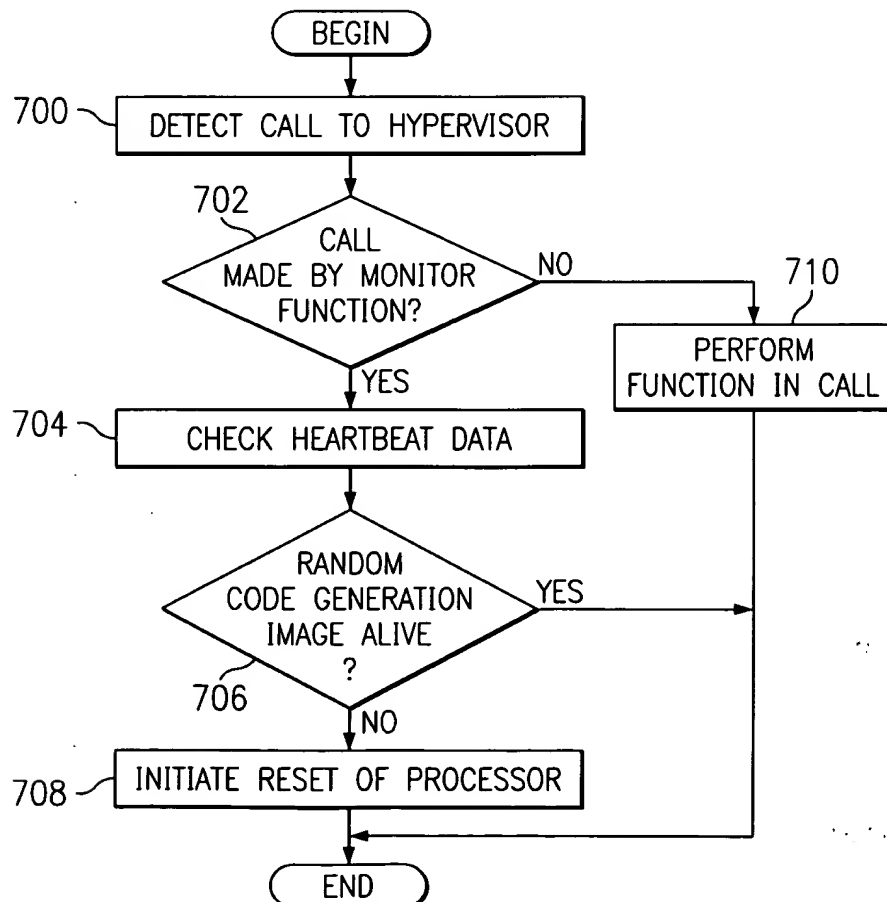 BEGIN
700
DETECT CALL TO HYPERVISOR
702
CALL
MADE BY MONITOR
FUNCTION?
NO
710
PERFORM
FUNCTION IN CALL
YES
704
CHECK HEARTBEAT DATA
RANDOM
CODE GENERATION
IMAGE ALIVE
?
YES
706
NO
708
INITIATE RESET OF PROCESSOR
END